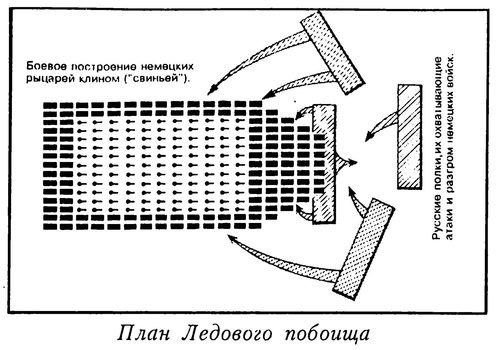 Боевое построение немецких
рыцарей клином ("свиньей").
Русские полки, их охватывающие
атаки и разгром немецких войск.
План Ледового побоища